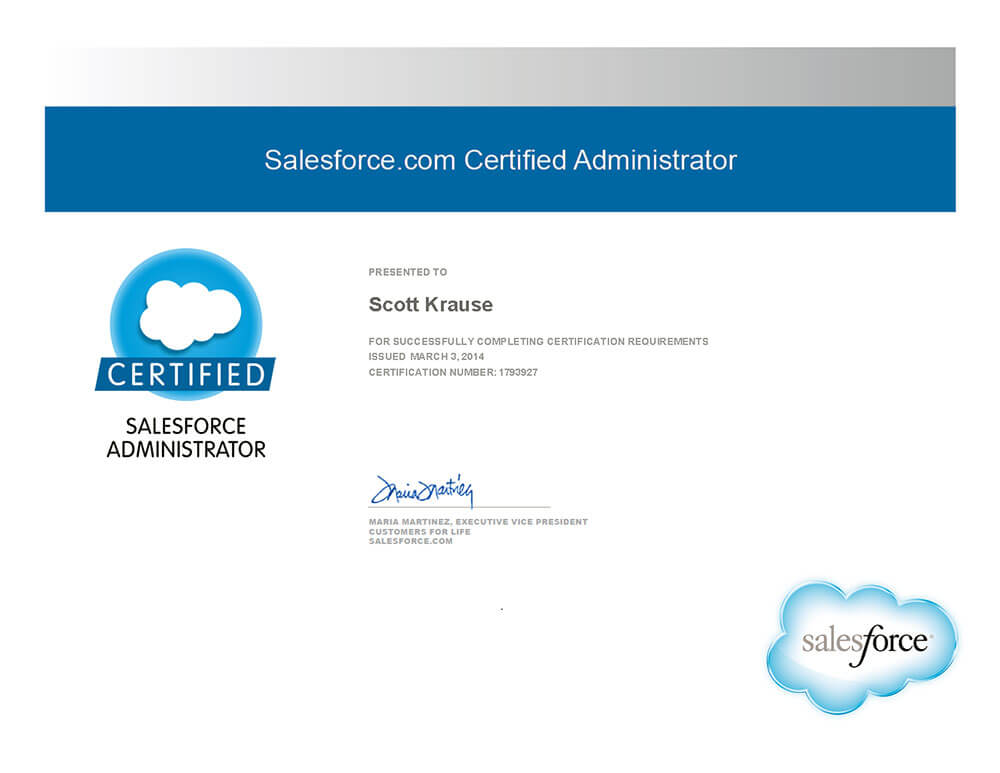 Salesforce.com Certified Administrator
CERTIFIED
SALESFORCE
ADMINISTRATOR
PRESENTED TO
Scott Krause
FOR SUCCESSFULLY COMPLETING CERTIFICATION REQUIREMENTS
ISSUED MARCH 3, 2014
CERTIFICATION NUMBER: 1793927
Maria Martinez
MARIA MARTINEZ, EXECUTIVE VICE PRESIDENT
CUSTOMERS FOR LIFE
SALESFORCE.COM
.
salesforce